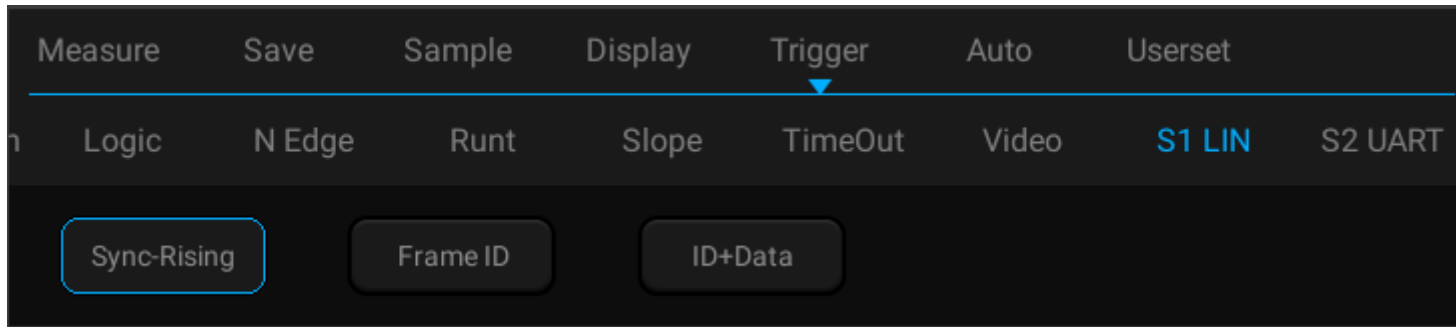 Measure Save Sample Display Trigger Auto Userset
Logic N Edge Runt Slope TimeOut Video S1 LIN S2 UART
Sync-Rising Frame ID ID+Data